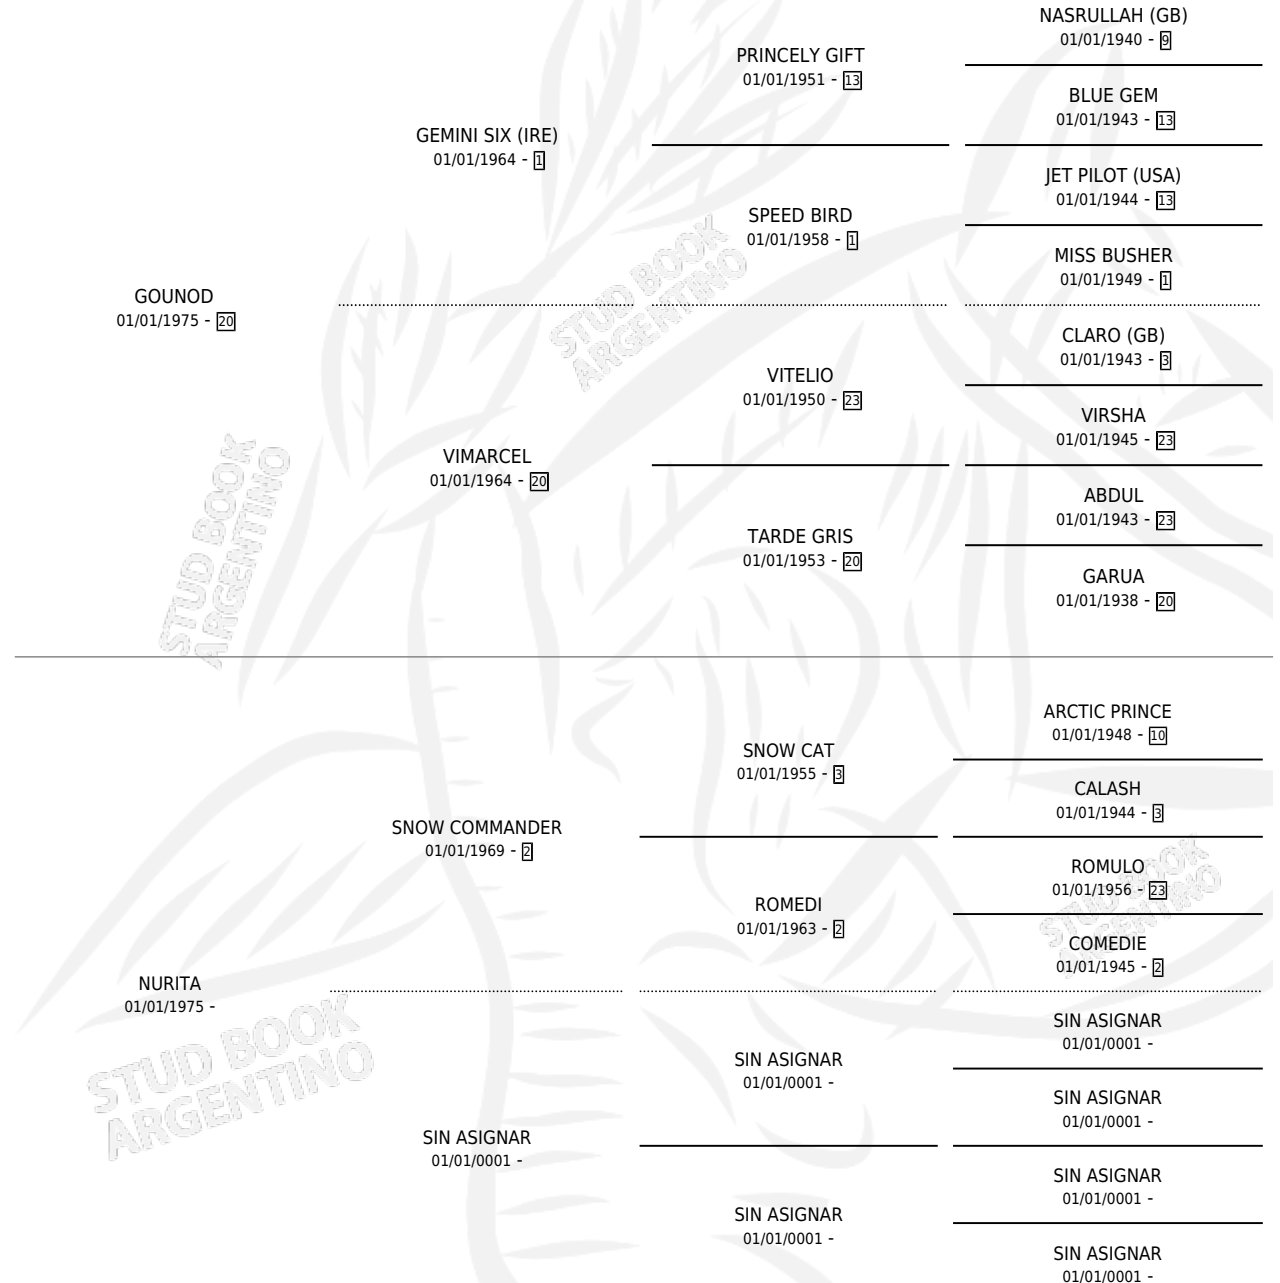 NASRULLAH (GB)
01/01/1940 - 9
PRINCELY GIFT
01/01/1951 - 13
BLUE GEM
01/01/1943 - 13
GEMINI SIX (IRE)
01/01/1964 - 1
JET PILOT (USA)
01/01/1944 - 13
SPEED BIRD
01/01/1958 - 1
MISS BUSHER
01/01/1949 - 1
GOUNOD
01/01/1975 - 20
CLARO (GB)
01/01/1943 - 3
VITELIO
01/01/1950 - 23
VIRSHA
01/01/1945 - 23
VIMARCEL
01/01/1964 - 20
ABDUL
01/01/1943 - 23
TARDE GRIS
01/01/1953 - 20
GARUA
01/01/1938 - 20
ARCTIC PRINCE
01/01/1948 - 10
SNOW CAT
01/01/1955 - 3
CALASH
01/01/1944 - 3
SNOW COMMANDER
01/01/1969 - 2
ROMULO
01/01/1956 - 23
ROMEDI
01/01/1963 - 2
COMEDIE
01/01/1945 - 2
NURITA
01/01/1975 -
SIN ASIGNAR
01/01/0001 -
SIN ASIGNAR
01/01/0001 -
SIN ASIGNAR
01/01/0001 -
SIN ASIGNAR
01/01/0001 -
SIN ASIGNAR
01/01/0001 -
SIN ASIGNAR
01/01/0001 -
SIN ASIGNAR
01/01/0001 -
STUD BOOK
ARGENTINO
STUD BOOK
ARGENTINO
STUD BOOK
ARGENTINO
STUD BOOK
ARGENTINO